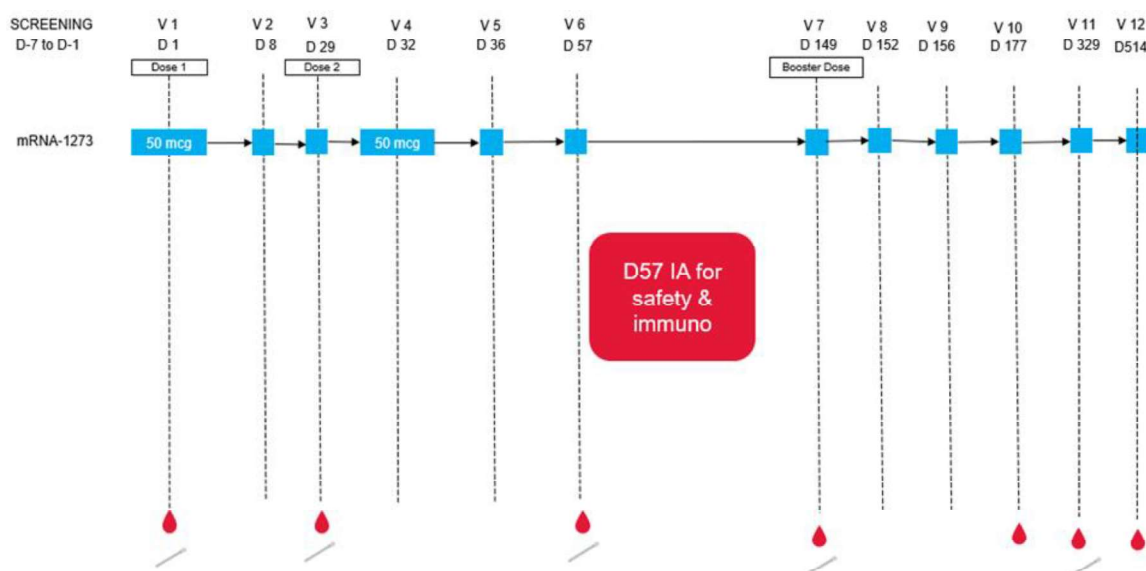 SCREENING V 1 V 2 V 3 V 4 V 5 V 6 V 7 V 8 V 9 V 10 V 11 V 12
D-7 to D-1 D 1 D 8 D 29 D 32 D 36 D 57 D 149 D 152 D 156 D 177 D 329 D514
Dose 1 Dose 2 Booster Dose
mRNA-1273 50 mcg 50 mcg
D57 IA for
safety &
immuno